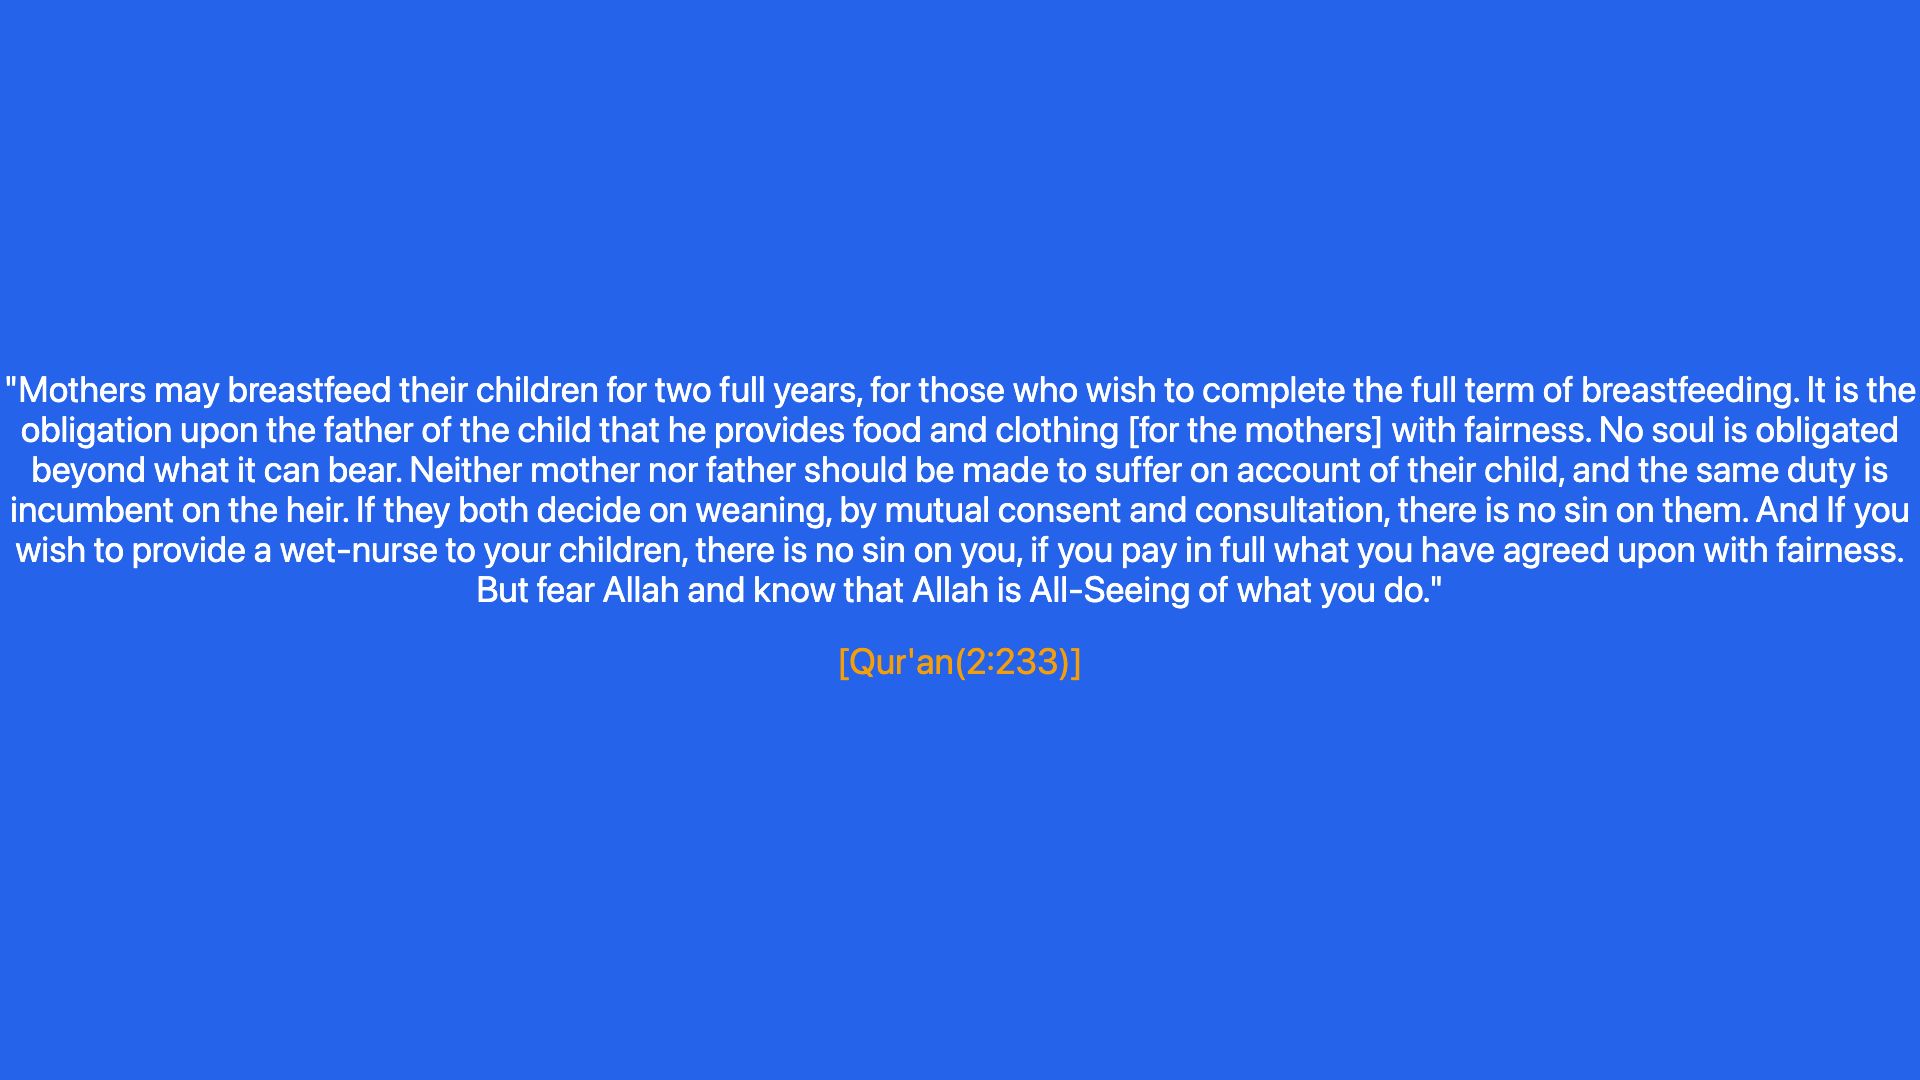 "Mothers may breastfeed their children for two full years, for those who wish to complete the full term of breastfeeding. It is the
obligation upon the father of the child that he provides food and clothing [for the mothers] with fairness. No soul is obligated
beyond what it can bear. Neither mother nor father should be made to suffer on account of their child, and the same duty is
incumbent on the heir. If they both decide on weaning, by mutual consent and consultation, there is no sin on them. And If you
wish to provide a wet-nurse to your children, there is no sin on you, if you pay in full what you have agreed upon with fairness.
But fear Allah and know that Allah is All-Seeing of what you do."
[Qur'an(2:233)]